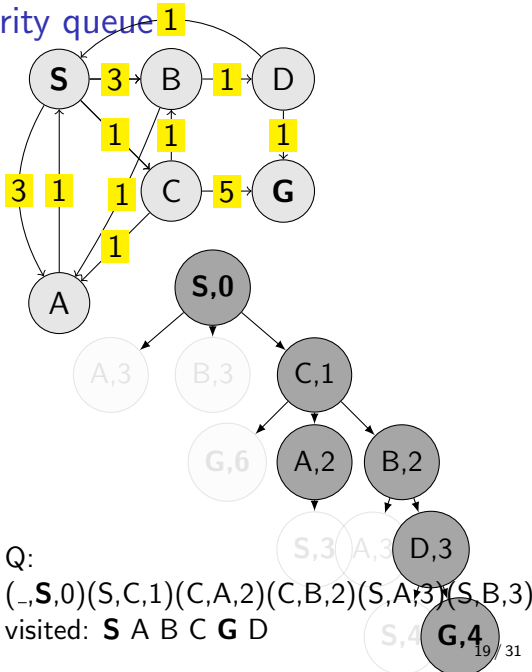 rity queue
1
S 3 B 1 D
1 1 1
3 1 1 C 5 G
1
A
S,0
A,3 B,3 C,1
G,6 A,2 B,2
S,3 A,3 D,3
Q:
(_,S,0)(S,C,1)(C,A,2)(C,B,2)(S,A,3)(S,B,3)
visited: S A B C G D
S,4 G,4
19 / 31